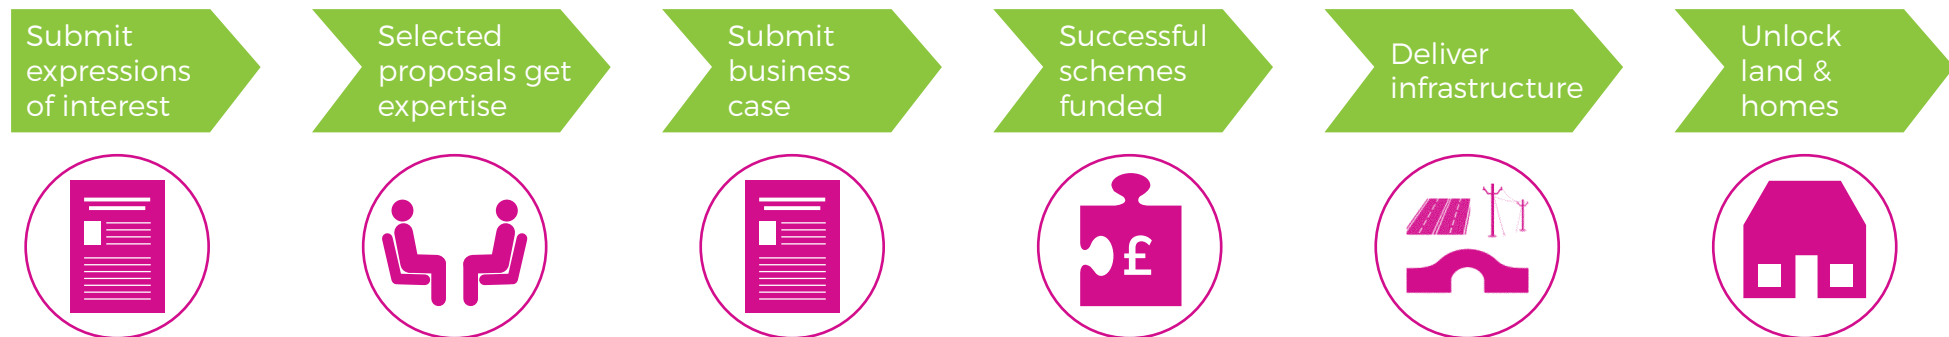 Submit
expressions
of interest
Selected
proposals get
expertise
Submit
business
case
Successful
schemes
funded
Deliver
infrastructure
Unlock
land &
homes
£